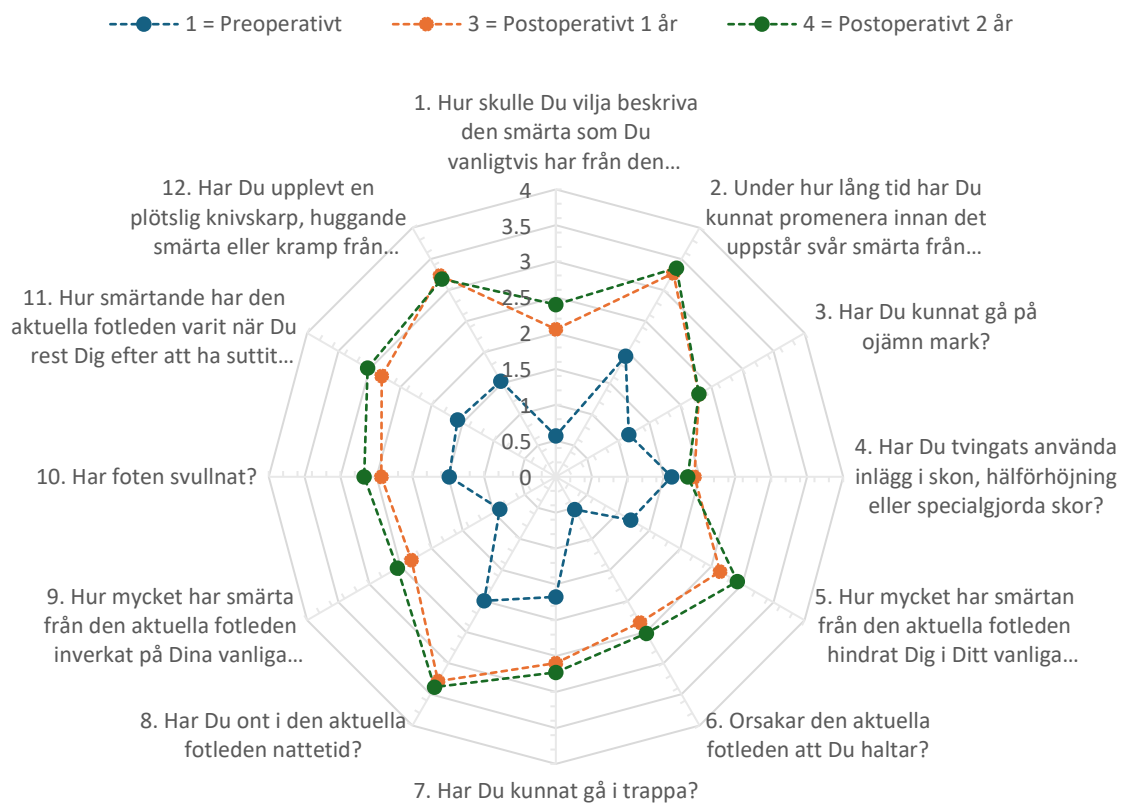 1 = Preoperativt
3 = Postoperativt 1 år
4 = Postoperativt 2 år
1. Hur skulle Du vilja beskriva
den smärta som Du
vanligtvis har från den...
2. Under hur lång tid har Du
kunnat promenera innan det
uppstår svår smärta från...
3. Har Du kunnat gå på
ojämn mark?
4. Har Du tvingats använda
inlägg i skon, hälförhöjning
eller specialgjorda skor?
5. Hur mycket har smärtan
från den aktuella fotleden
hindrat Dig i Ditt vanliga...
6. Orsakar den aktuella
fotleden att Du haltar?
7. Har Du kunnat gå i trappa?
8. Har Du ont i den aktuella
fotleden nattetid?
9. Hur mycket har smärta
från den aktuella fotleden
inverkat på Dina vanliga...
10. Har foten svullnat?
11. Hur smärtande har den
aktuella fotleden varit när Du
rest Dig efter att ha suttit...
12. Har Du upplevt en
plötslig knivskarp, huggande
smärta eller kramp från...
4
3.5
3
2.5
2
1.5
1
0.5
0